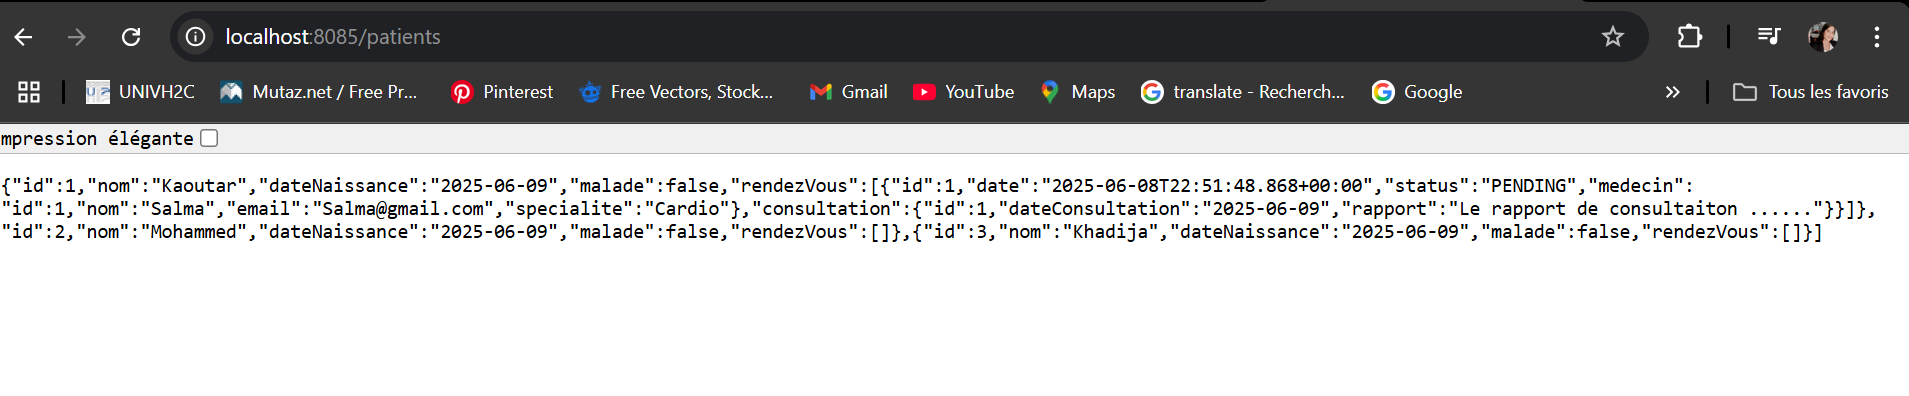 localhost:8085/patients
UNIVH2C Mutaz.net / Free Pr... Pinterest Free Vectors, Stock... Gmail YouTube Maps translate - Recherch... Google » Tous les favoris
mpression élégante
{"id":1,"nom":"Kaoutar","dateNaissance":"2025-06-09","malade":false,"rendezVous":[{"id":1,"date":"2025-06-08T22:51:48.868+00:00","status":"PENDING","medecin":
"id":1,"nom":"Salma","email":"Salma@gmail.com","specialite":"Cardio"},"consultation":{"id":1,"dateConsultation":"2025-06-09","rapport":"Le rapport de consultaiton ......"}}]},
"id":2,"nom":"Mohammed","dateNaissance":"2025-06-09","malade":false,"rendezVous":[]},{"id":3,"nom":"Khadija","dateNaissance":"2025-06-09","malade":false,"rendezVous":[]}]